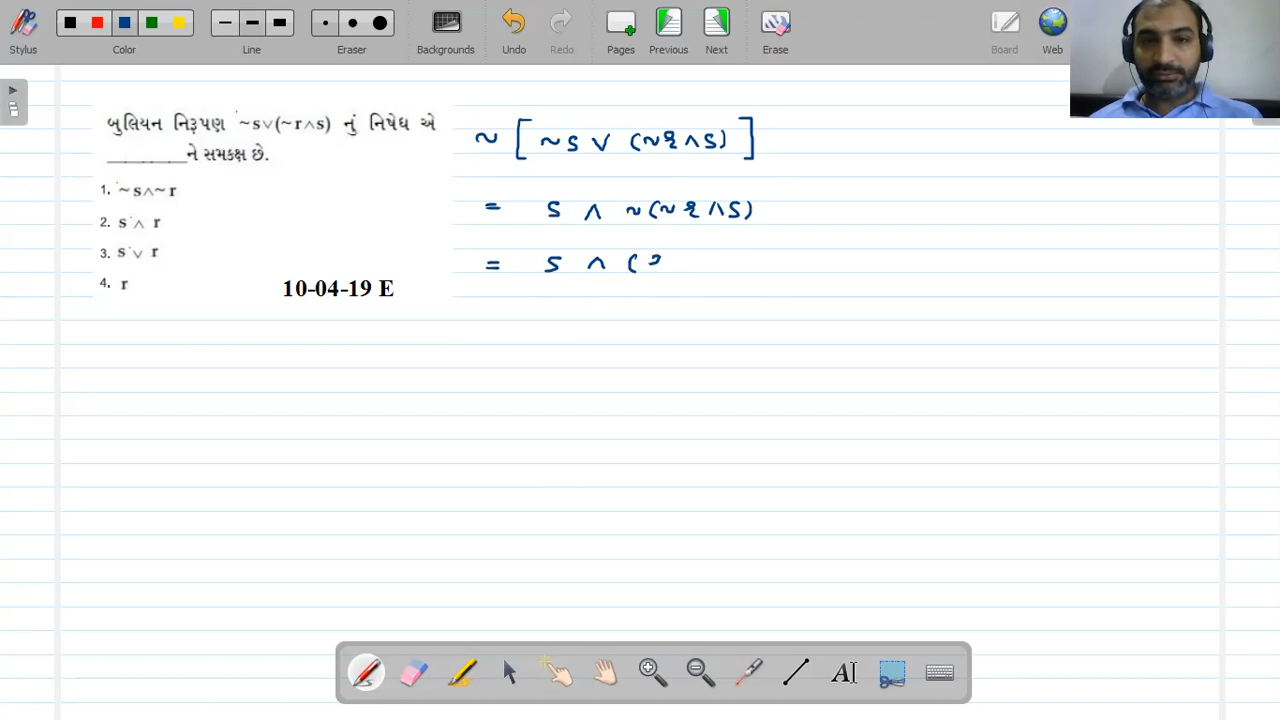 Stylus
Color
Line
Eraser
Backgrounds
Undo
Redo
Pages
Previous
Next
Erase
Board
Web
બુલિયન નિરૂપણ ~s∨(~r∧s) નું નિષેધ એ
________ને સમકક્ષ છે.
1. ~s∧~r
2. s ∧ r
3. s ∨ r
4. r
10-04-19 E
~ [ ~s ∨ (~r ∧ s) ]
= s ∧ ~(~r ∧ s)
= s ∧ (